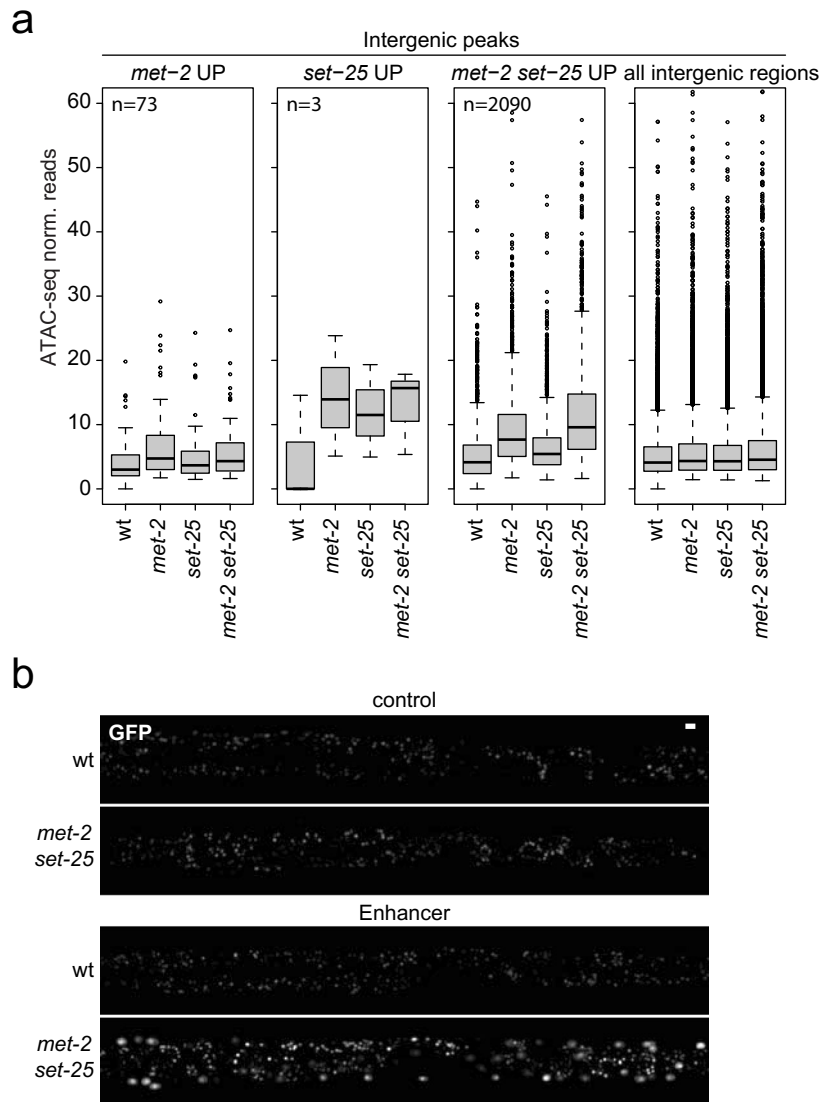 a
Intergenic peaks
met−2 UP set-25 UP met-2 set-25 UP all intergenic regions
n=73 n=3 n=2090
ATAC-seq norm. reads
60
50
40
30
20
10
0
wt met-2 set-25 met-2 set-25 wt met-2 set-25 met-2 set-25 wt met-2 set-25 met-2 set-25 wt met-2 set-25 met-2 set-25
b
control
GFP
wt
met-2
set-25
Enhancer
wt
met-2
set-25